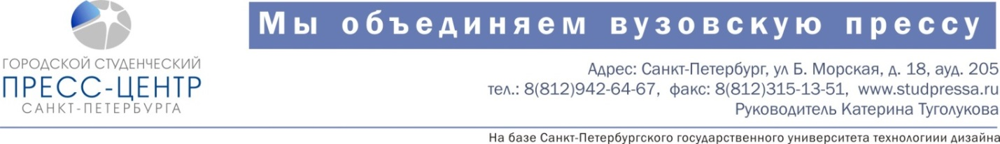 Мы объединяем вузовскую прессу
ГОРОДСКОЙ СТУДЕНЧЕСКИЙ
ПРЕСС-ЦЕНТР
САНКТ-ПЕТЕРБУРГА
Адрес: Санкт-Петербург, ул Б. Морская, д. 18, ауд. 205
тел.: 8(812)942-64-67, факс: 8(812)315-13-51, www.studpressa.ru
Руководитель Катерина Туголукова
На базе Санкт-Петербургского государственного университета технологиии дизайна